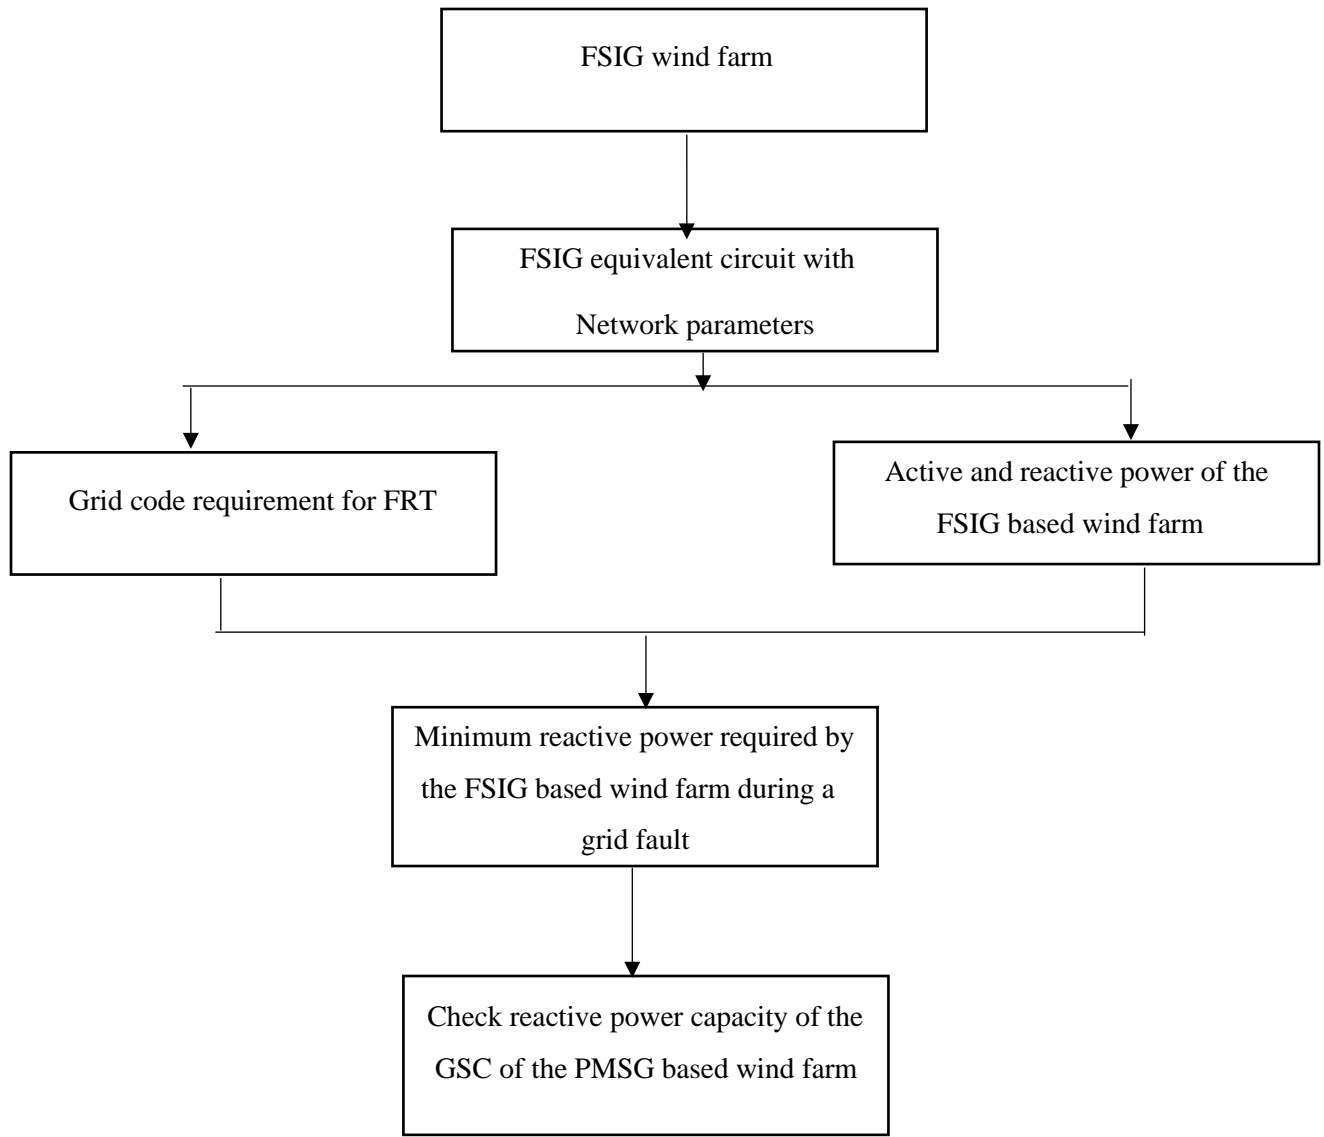 FSIG wind farm
FSIG equivalent circuit with
Network parameters
Grid code requirement for FRT
Active and reactive power of the
FSIG based wind farm
Minimum reactive power required by
the FSIG based wind farm during a
grid fault
Check reactive power capacity of the
GSC of the PMSG based wind farm